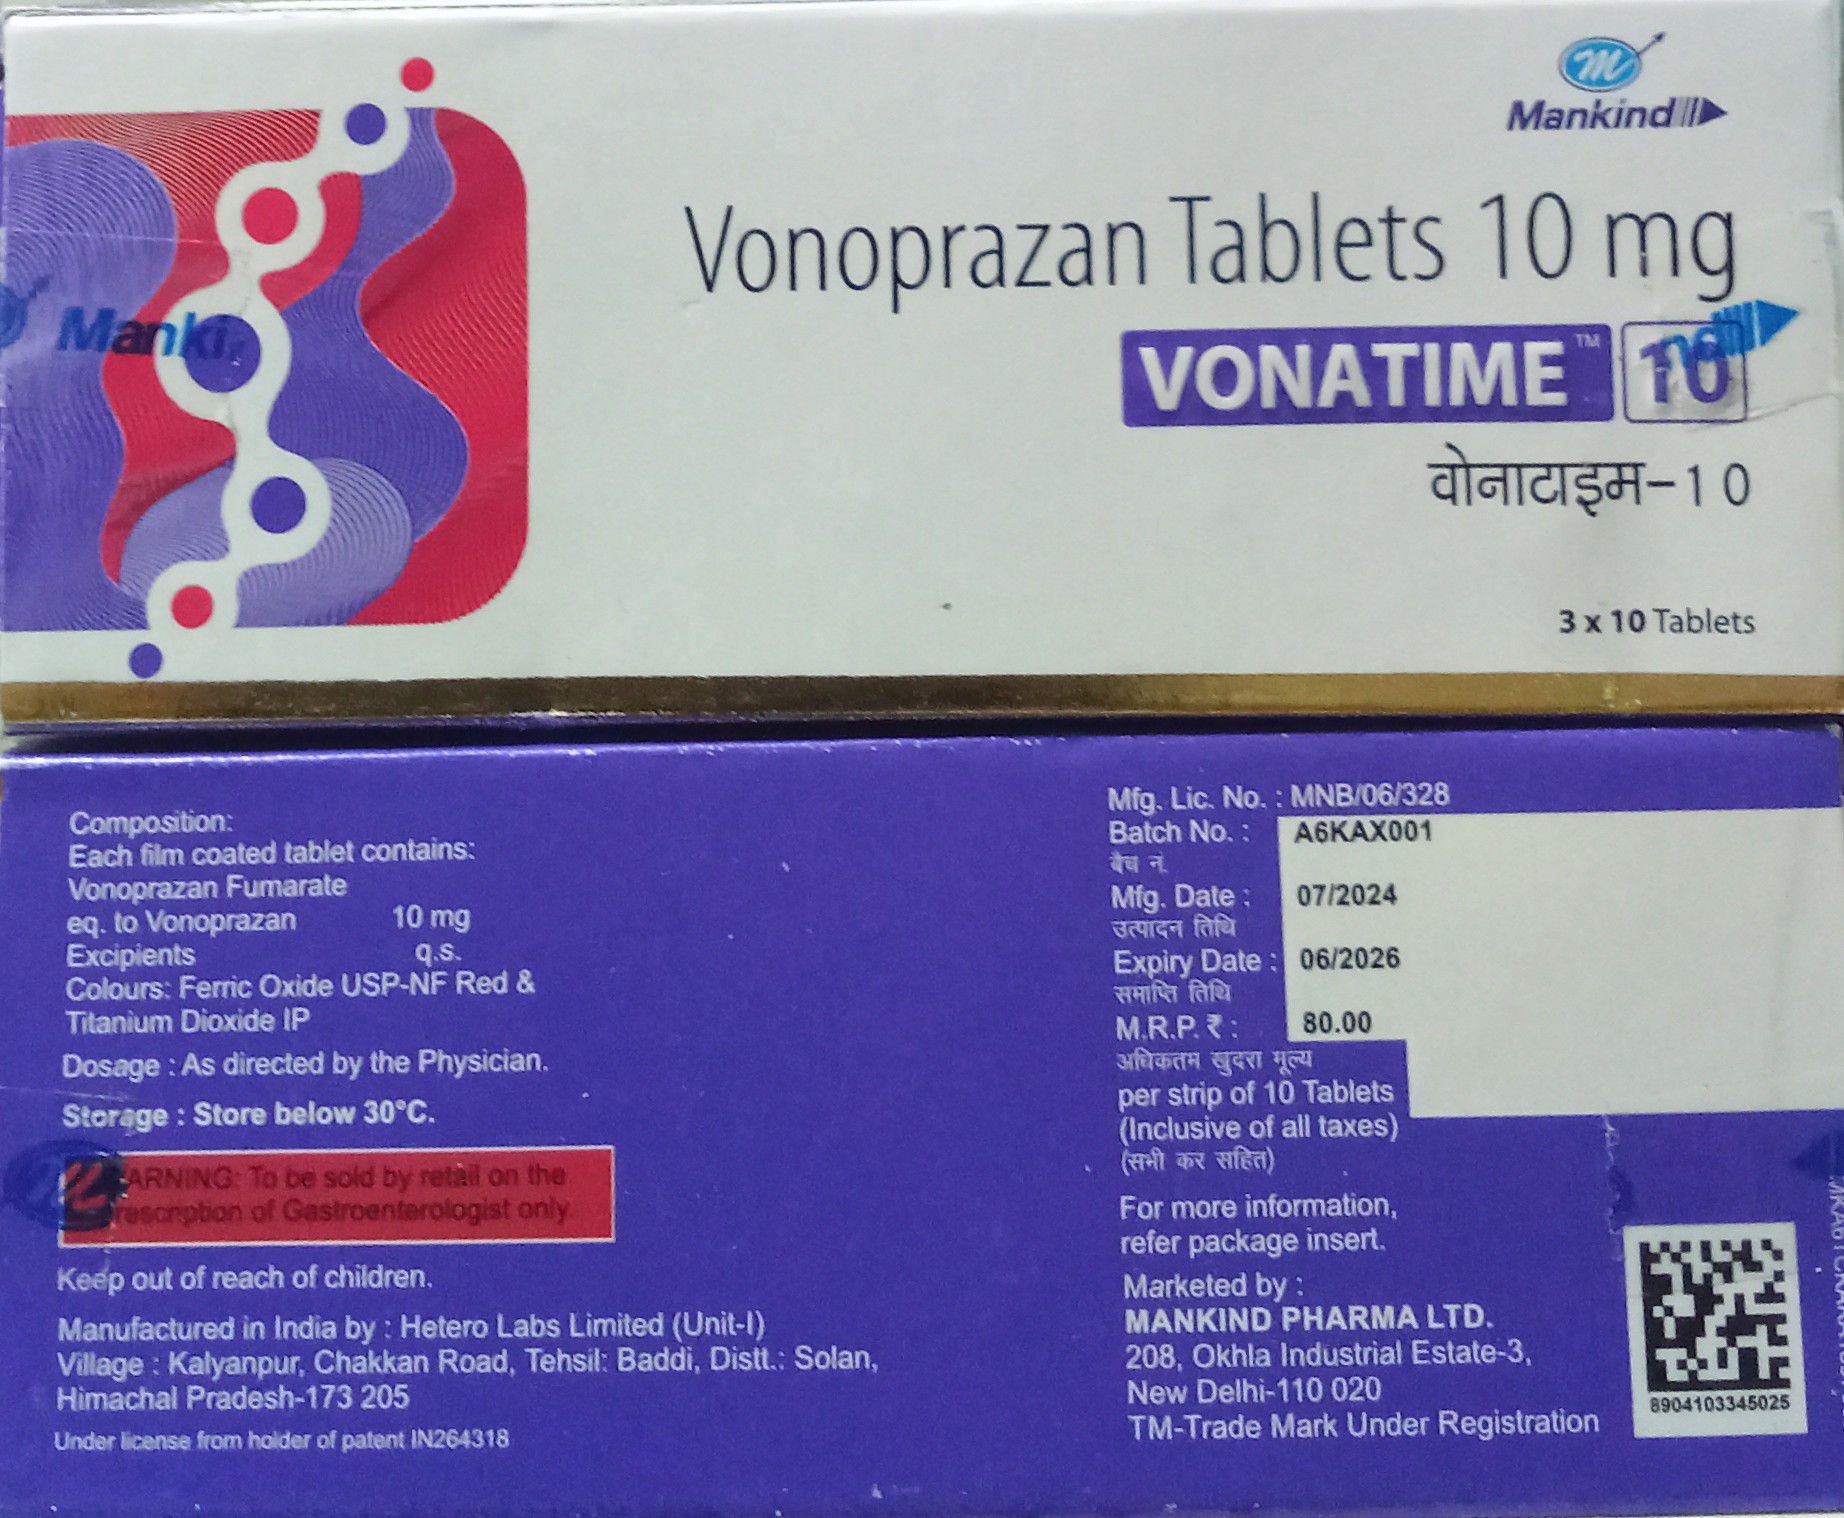 Mankind
Vonoprazan Tablets 10 mg
VONATIME™ 10
वोनाटाइम-10
3 x 10 Tablets
Composition:
Each film coated tablet contains:
Vonoprazan Fumarate
eq. to Vonoprazan 10 mg
Excipients q.s.
Colours: Ferric Oxide USP-NF Red &
Titanium Dioxide IP
Dosage : As directed by the Physician.
Storage : Store below 30°C.
ARNING: To be sold by retail on the
rescription of Gastroenterologist only
Keep out of reach of children.
Manufactured in India by : Hetero Labs Limited (Unit-I)
Village : Kalyanpur, Chakkan Road, Tehsil: Baddi, Distt.: Solan,
Himachal Pradesh-173 205
Under license from holder of patent IN264318
Mfg. Lic. No. : MNB/06/328
Batch No. : A6KAX001
बैच नं.
Mfg. Date : 07/2024
उत्पादन तिथि
Expiry Date : 06/2026
समाप्ति तिथि
M.R.P. ₹ : 80.00
अधिकतम खुदरा मूल्य
per strip of 10 Tablets
(Inclusive of all taxes)
(सभी कर सहित)
For more information,
refer package insert.
Marketed by :
MANKIND PHARMA LTD.
208, Okhla Industrial Estate-3,
New Delhi-110 020
TM-Trade Mark Under Registration
8904103345025